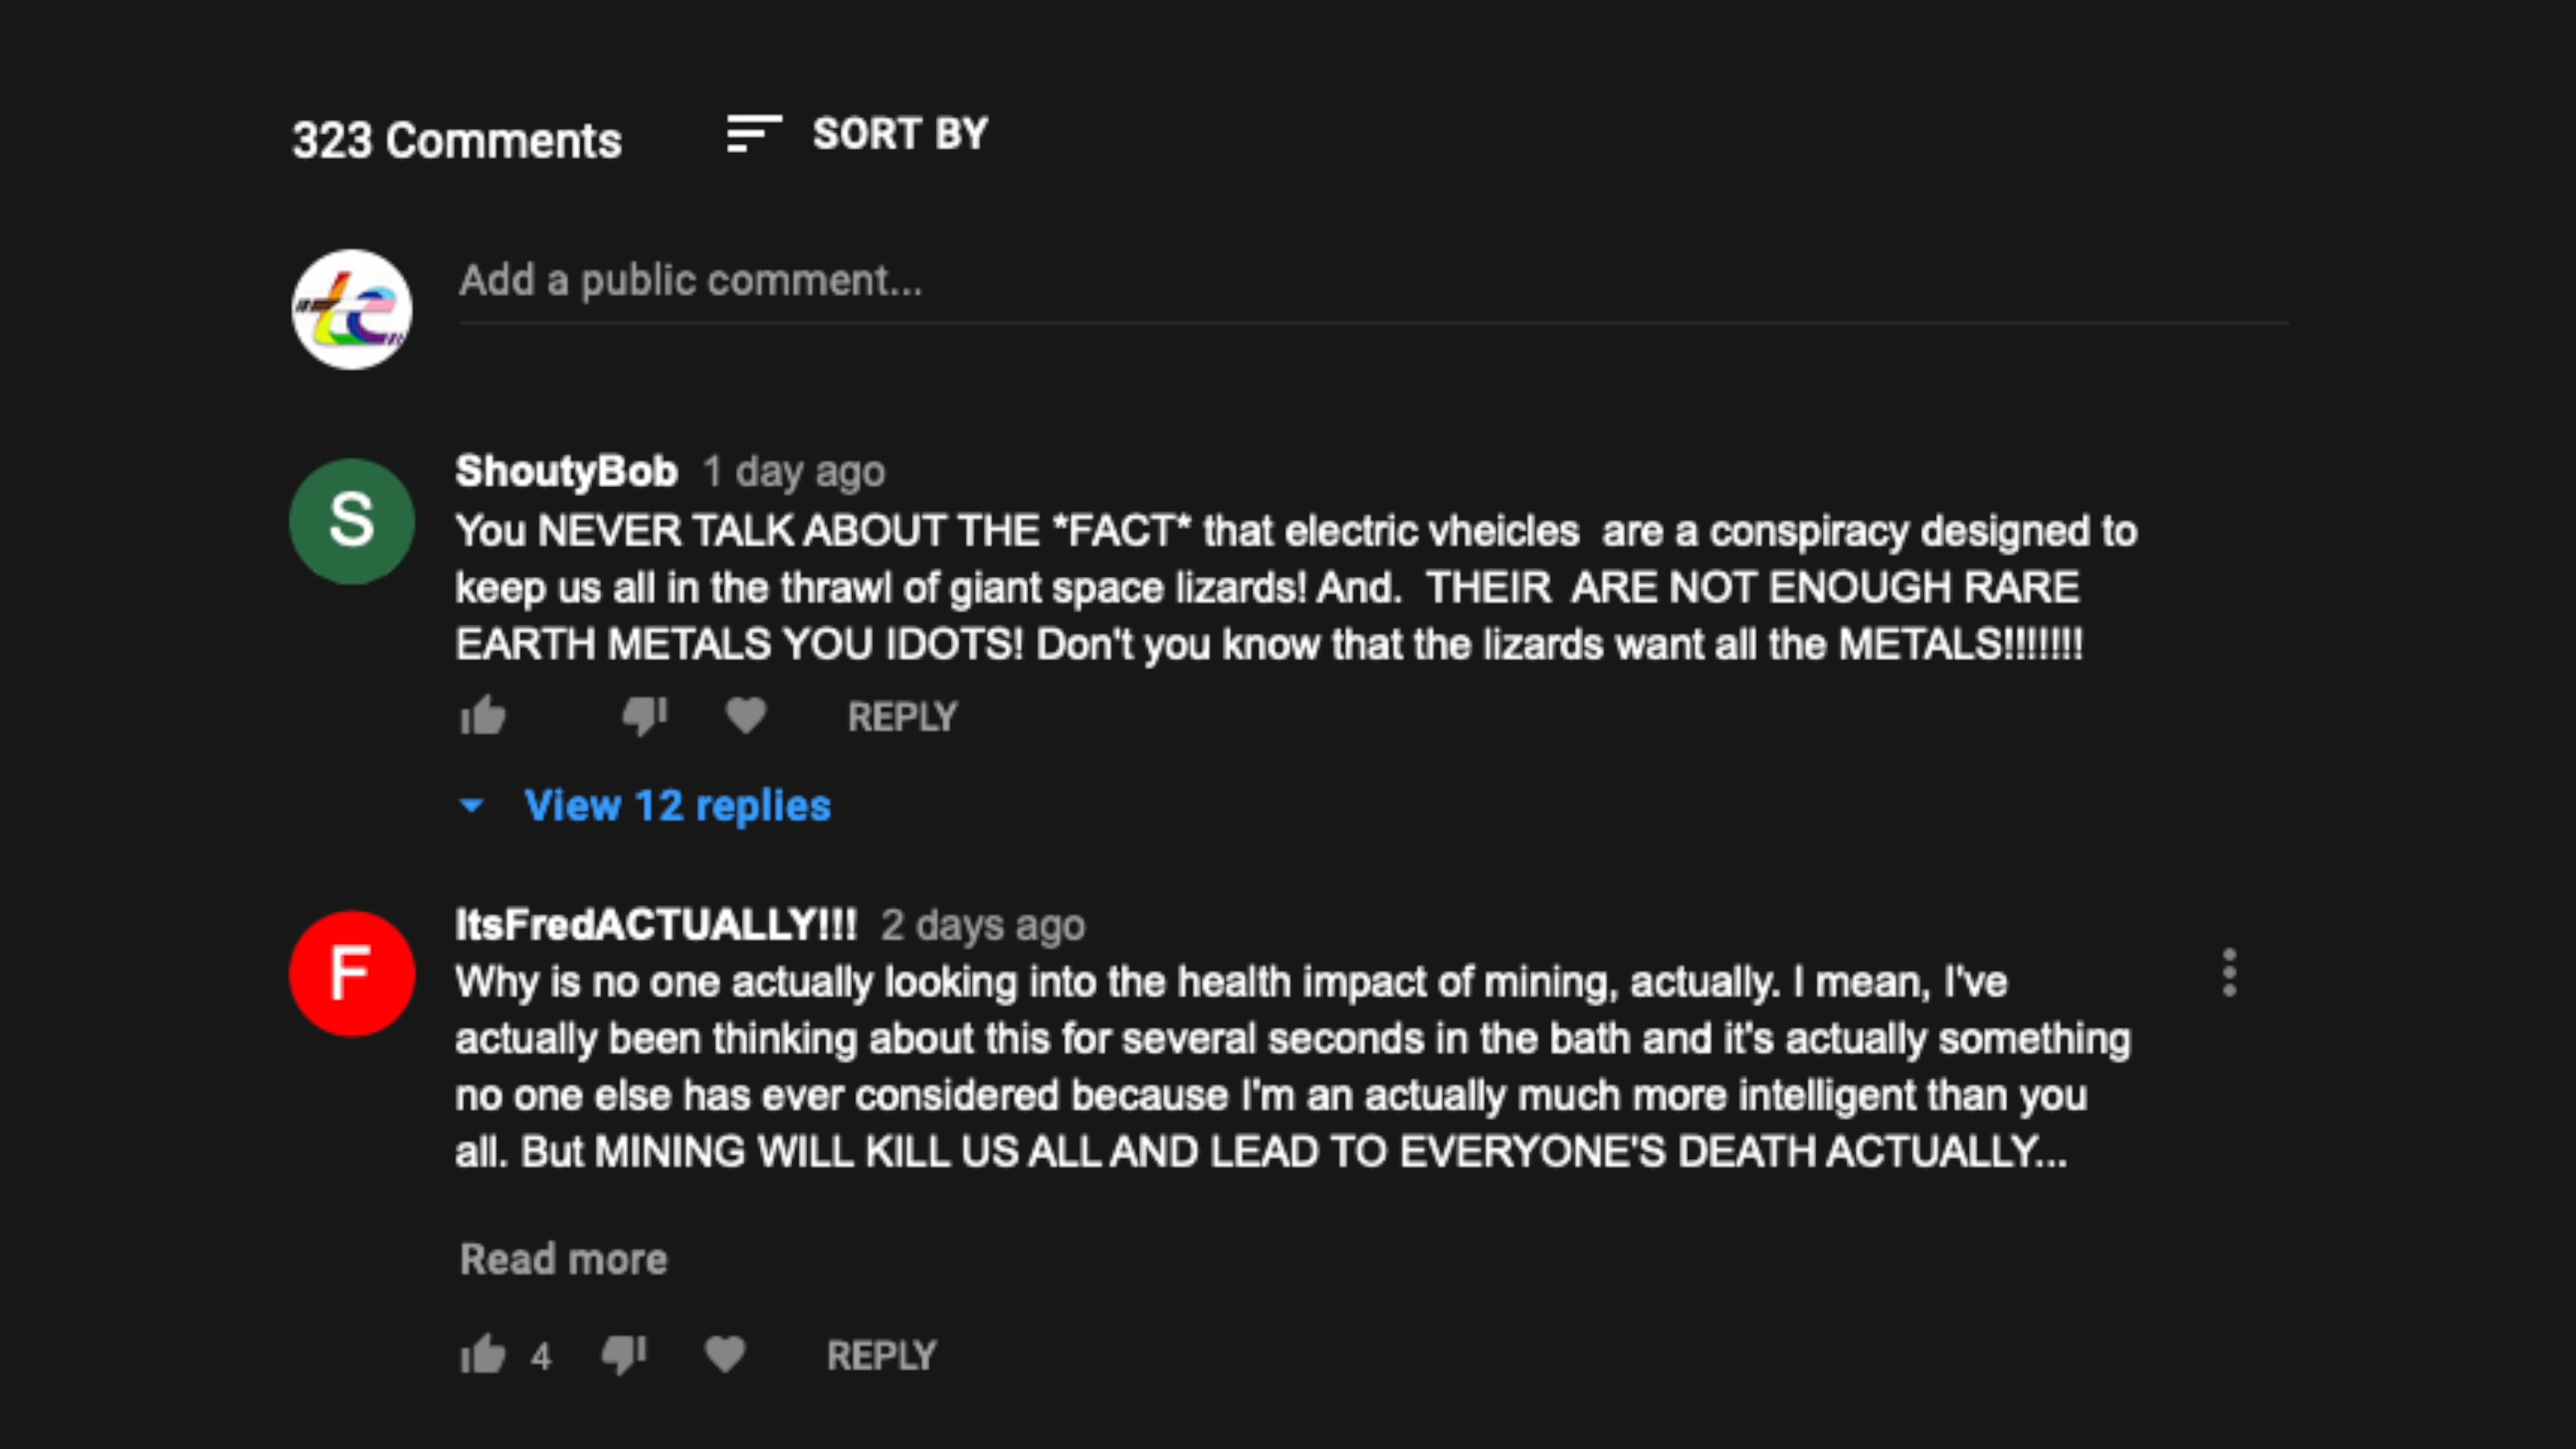 323 Comments
SORT BY
te
Add a public comment...
S
ShoutyBob 1 day ago
You NEVER TALK ABOUT THE *FACT* that electric vheicles  are a conspiracy designed to
keep us all in the thrawl of giant space lizards! And.  THEIR  ARE NOT ENOUGH RARE
EARTH METALS YOU IDOTS! Don't you know that the lizards want all the METALS!!!!!!!
REPLY
View 12 replies
F
ItsFredACTUALLY!!! 2 days ago
Why is no one actually looking into the health impact of mining, actually. I mean, I've
actually been thinking about this for several seconds in the bath and it's actually something
no one else has ever considered because I'm an actually much more intelligent than you
all. But MINING WILL KILL US ALL AND LEAD TO EVERYONE'S DEATH ACTUALLY...
Read more
4 REPLY